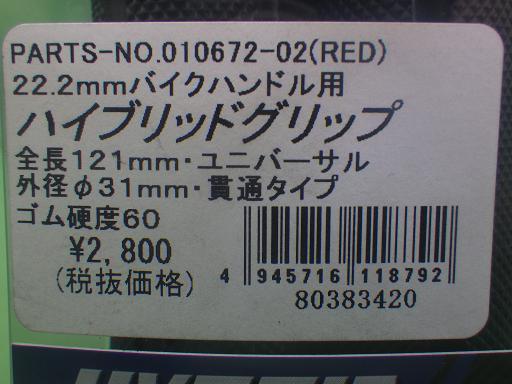 PARTS-NO.010672-02(RED)
22.2mmバイクハンドル用
ハイブリッドグリップ
全長121mm・ユニバーサル
外径φ31mm・貫通タイプ
ゴム硬度60
¥2,800
(税抜価格)
4 945716 118792
80383420